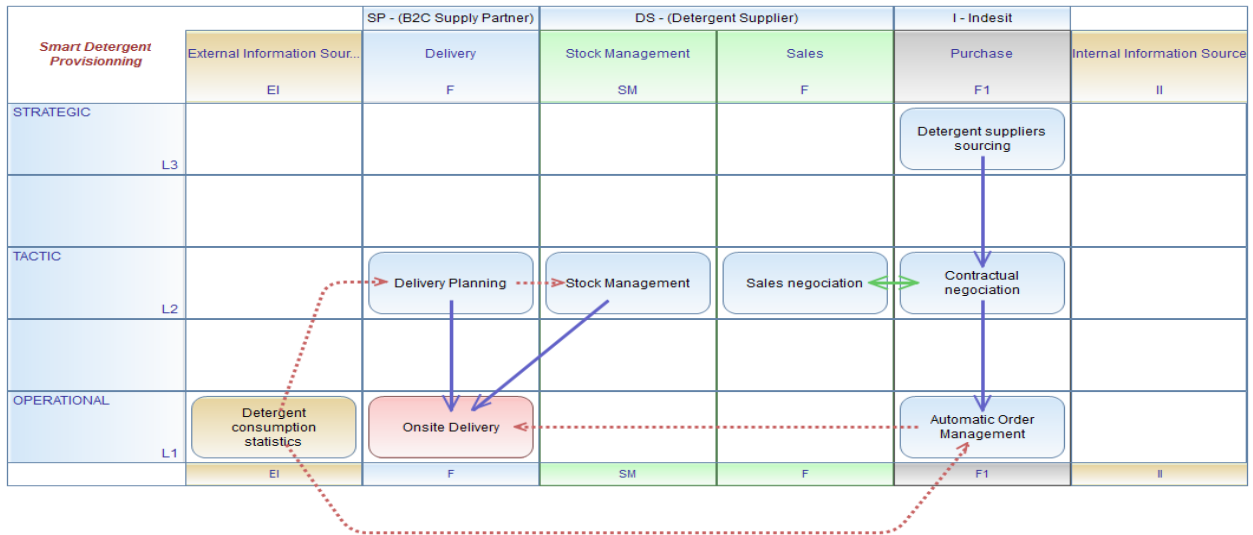 SP - (B2C Supply Partner)
DS - (Detergent Supplier)
I - Indesit
Smart Detergent
Provisionning
External Information Sour...
Delivery
Stock Management
Sales
Purchase
Internal Information Source
EI
F
SM
F
F1
II
STRATEGIC
L3
Detergent suppliers
sourcing
TACTIC
L2
Delivery Planning
Stock Management
Sales negociation
Contractual
negociation
OPERATIONAL
L1
Detergent
consumption
statistics
Onsite Delivery
Automatic Order
Management
EI
F
SM
F
F1
II